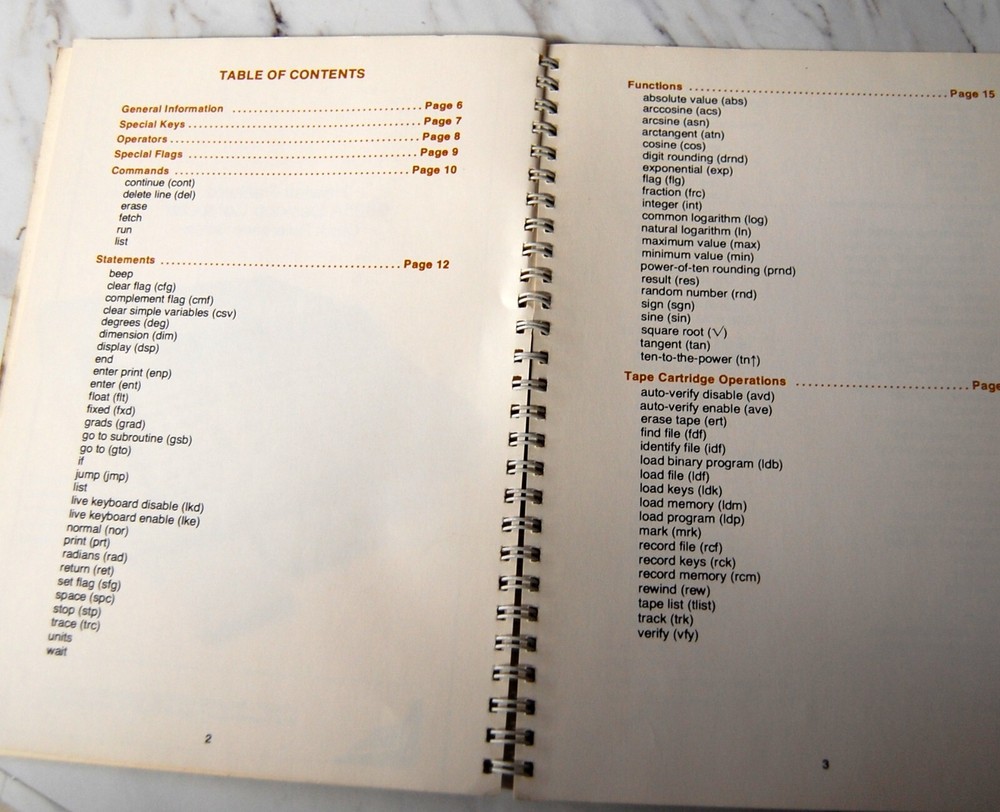 TABLE OF CONTENTS
General Information ........................................ Page 6
Special Keys ........................................ Page 7
Operators ........................................ Page 8
Special Flags ........................................ Page 9
Commands ........................................ Page 10
continue (cont)
delete line (del)
erase
fetch
run
list
Statements ........................................ Page 12
beep
clear flag (cfg)
complement flag (cmf)
clear simple variables (csv)
degrees (deg)
dimension (dim)
display (dsp)
end
enter print (enp)
enter (ent)
float (flt)
fixed (fxd)
grads (grad)
go to subroutine (gsb)
go to (gto)
if
jump (jmp)
list
live keyboard disable (lkd)
live keyboard enable (lke)
normal (nor)
print (prt)
radians (rad)
return (ret)
set flag (sfg)
space (spc)
stop (stp)
trace (trc)
units
wait
2
Functions ........................................ Page 15
absolute value (abs)
arccosine (acs)
arcsine (asn)
arctangent (atn)
cosine (cos)
digit rounding (drnd)
exponential (exp)
flag (flg)
fraction (frc)
integer (int)
common logarithm (log)
natural logarithm (ln)
maximum value (max)
minimum value (min)
power-of-ten rounding (prnd)
result (res)
random number (rnd)
sign (sgn)
sine (sin)
square root (√)
tangent (tan)
ten-to-the-power (tn↑)
Tape Cartridge Operations ............................ Page
auto-verify disable (avd)
auto-verify enable (ave)
erase tape (ert)
find file (fdf)
identify file (idf)
load binary program (ldb)
load file (ldf)
load keys (ldk)
load memory (ldm)
load program (ldp)
mark (mrk)
record file (rcf)
record keys (rck)
record memory (rcm)
rewind (rew)
tape list (tlist)
track (trk)
verify (vfy)
3